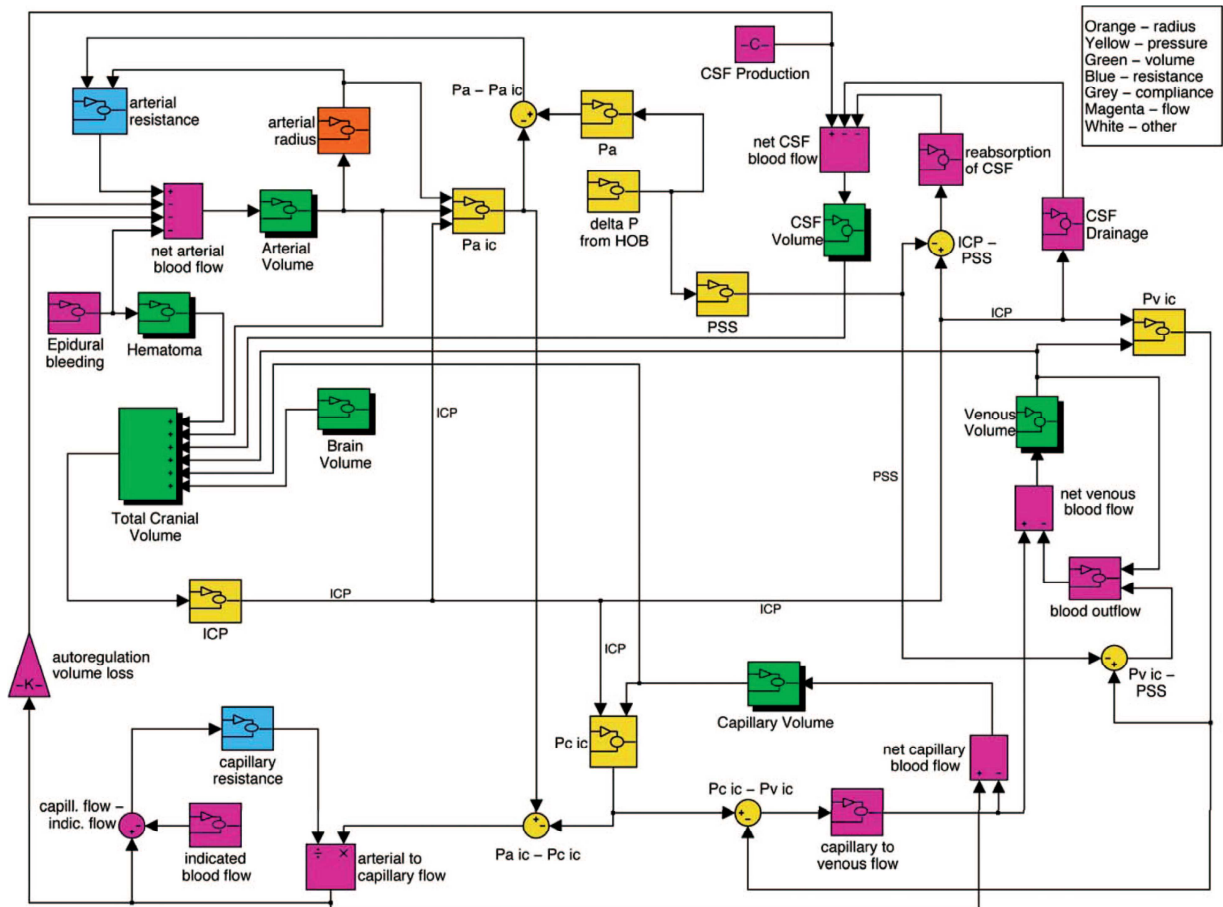 Orange – radius
Yellow – pressure
Green – volume
Blue – resistance
Grey – compliance
Magenta – flow
White – other
-C-
CSF Production
arterial
resistance
arterial
radius
Pa – Pa ic
+
-
Pa
delta P
from HOB
+ − − −
net CSF
blood flow
reabsorption
of CSF
CSF
Drainage
+
−
−
−
net arterial
blood flow
Arterial
Volume
Pa ic
CSF
Volume
-
+
ICP –
PSS
PSS
ICP
Pv ic
Epidural
bleeding
Hematoma
ICP
Brain
Volume
+
+
+
+
+
+
Total Cranial
Volume
Venous
Volume
PSS
+ −
net venous
blood flow
blood outflow
ICP
ICP
ICP
ICP
-K-
autoregulation
volume loss
-
+
Pv ic –
PSS
Capillary Volume
Pc ic
capillary
resistance
net capillary
blood flow
+ −
capill. flow –
indic. flow
+
-
indicated
blood flow
÷ ×
arterial to
capillary flow
+
-
Pa ic – Pc ic
Pc ic – Pv ic
+
-
capillary to
venous flow